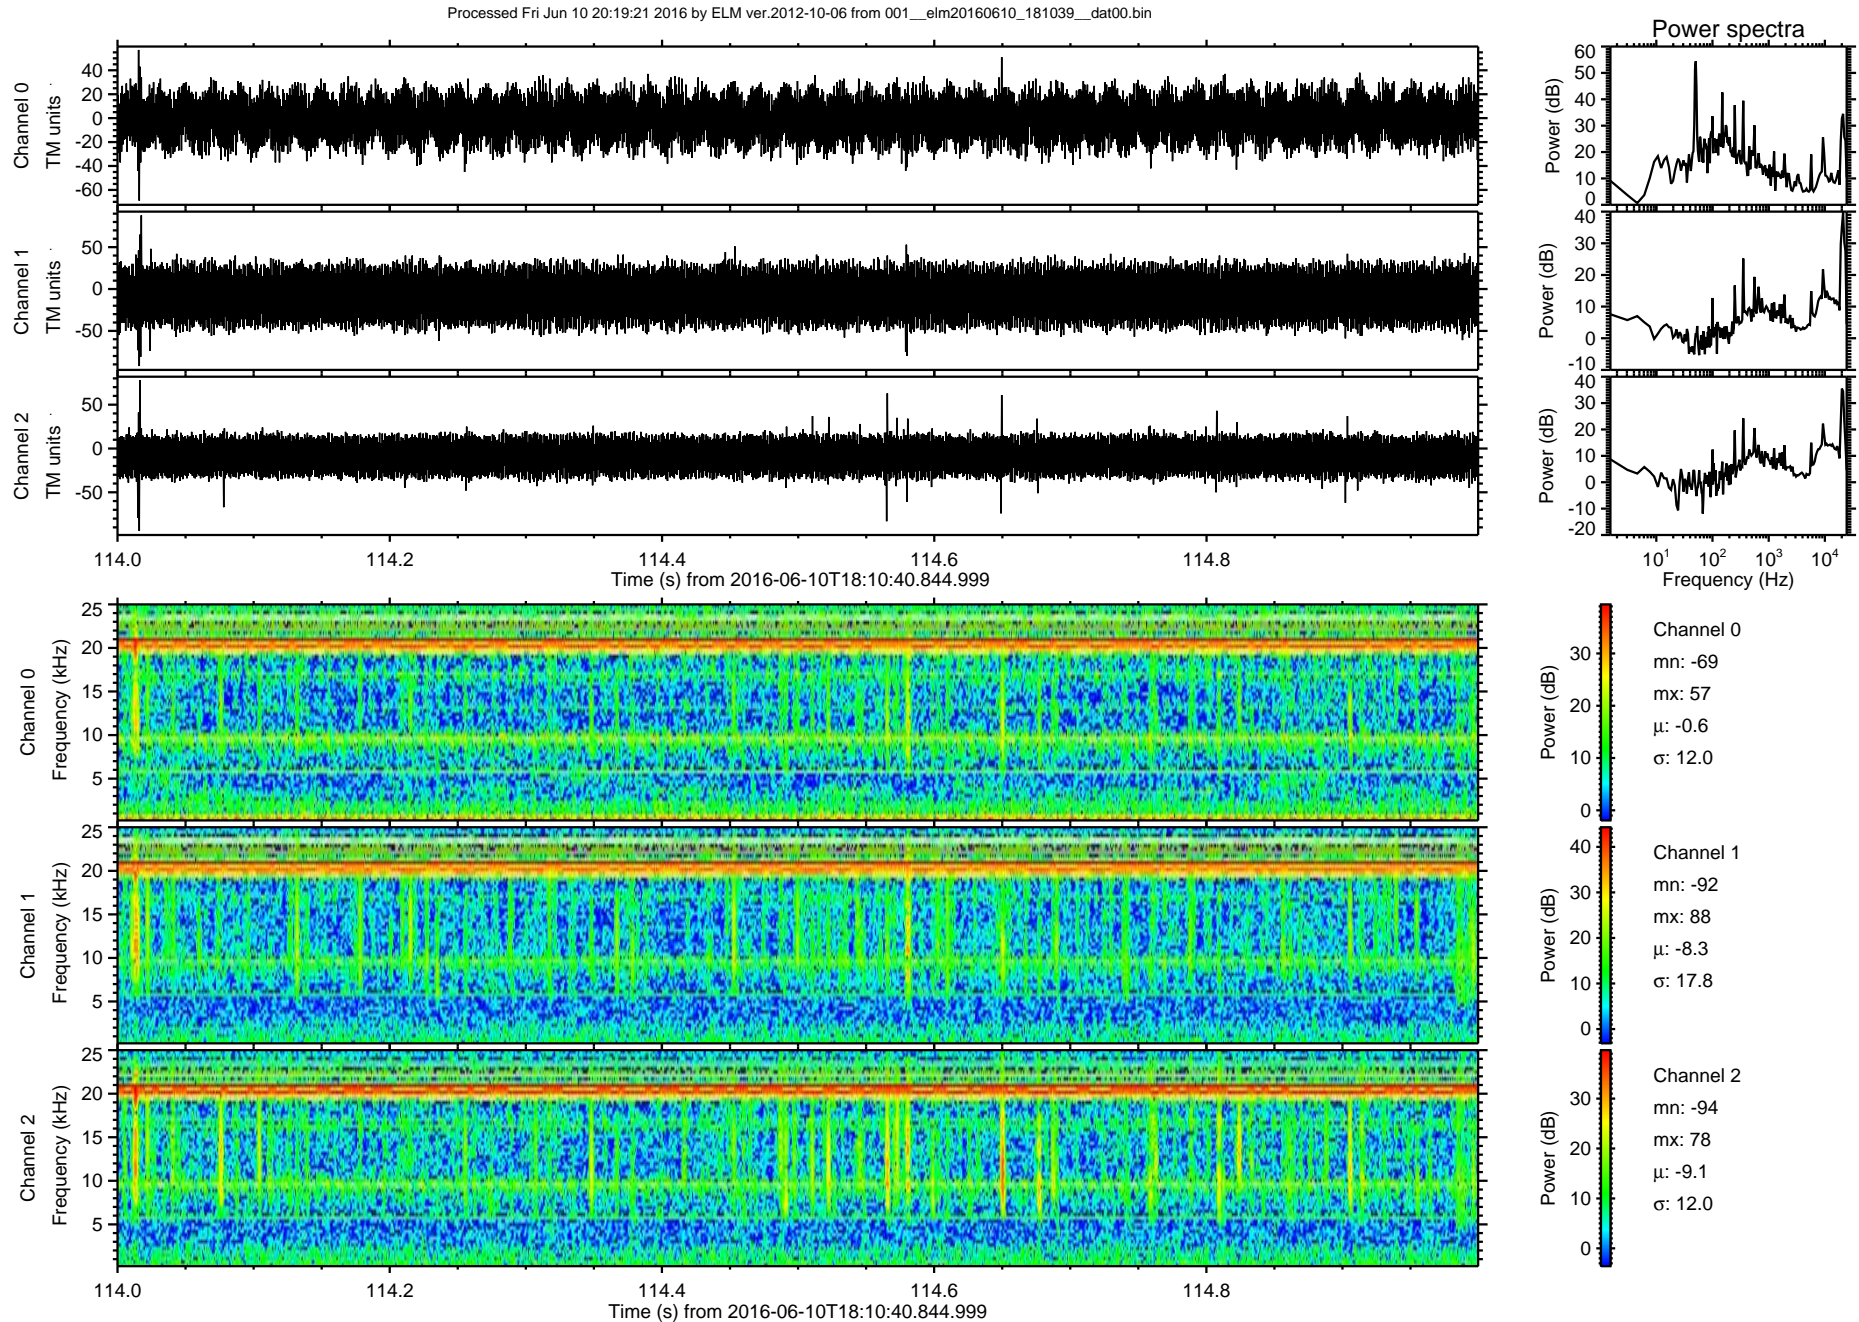 Processed Fri Jun 10 20:19:21 2016 by ELM ver.2012-10-06 from 001__elm20160610_181039__dat00.bin
Power spectra
Channel 0
TM units
40
20
0
-20
-40
-60
Power (dB)
60
50
40
30
20
10
0
Channel 1
TM units
50
0
-50
Power (dB)
40
30
20
10
0
-10
Channel 2
TM units
50
0
-50
Power (dB)
40
30
20
10
0
-10
-20
114.0 114.2 114.4 114.6 114.8
Time (s) from 2016-06-10T18:10:40.844.999
10¹ 10² 10³ 10⁴
Frequency (Hz)
Channel 0
Frequency (kHz)
25
20
15
10
5
Power (dB)
30
20
10
0
Channel 0
mn: -69
mx: 57
μ: -0.6
σ: 12.0
Channel 1
Frequency (kHz)
25
20
15
10
5
Power (dB)
40
30
20
10
0
Channel 1
mn: -92
mx: 88
μ: -8.3
σ: 17.8
Channel 2
Frequency (kHz)
25
20
15
10
5
Power (dB)
30
20
10
0
Channel 2
mn: -94
mx: 78
μ: -9.1
σ: 12.0
114.0 114.2 114.4 114.6 114.8
Time (s) from 2016-06-10T18:10:40.844.999